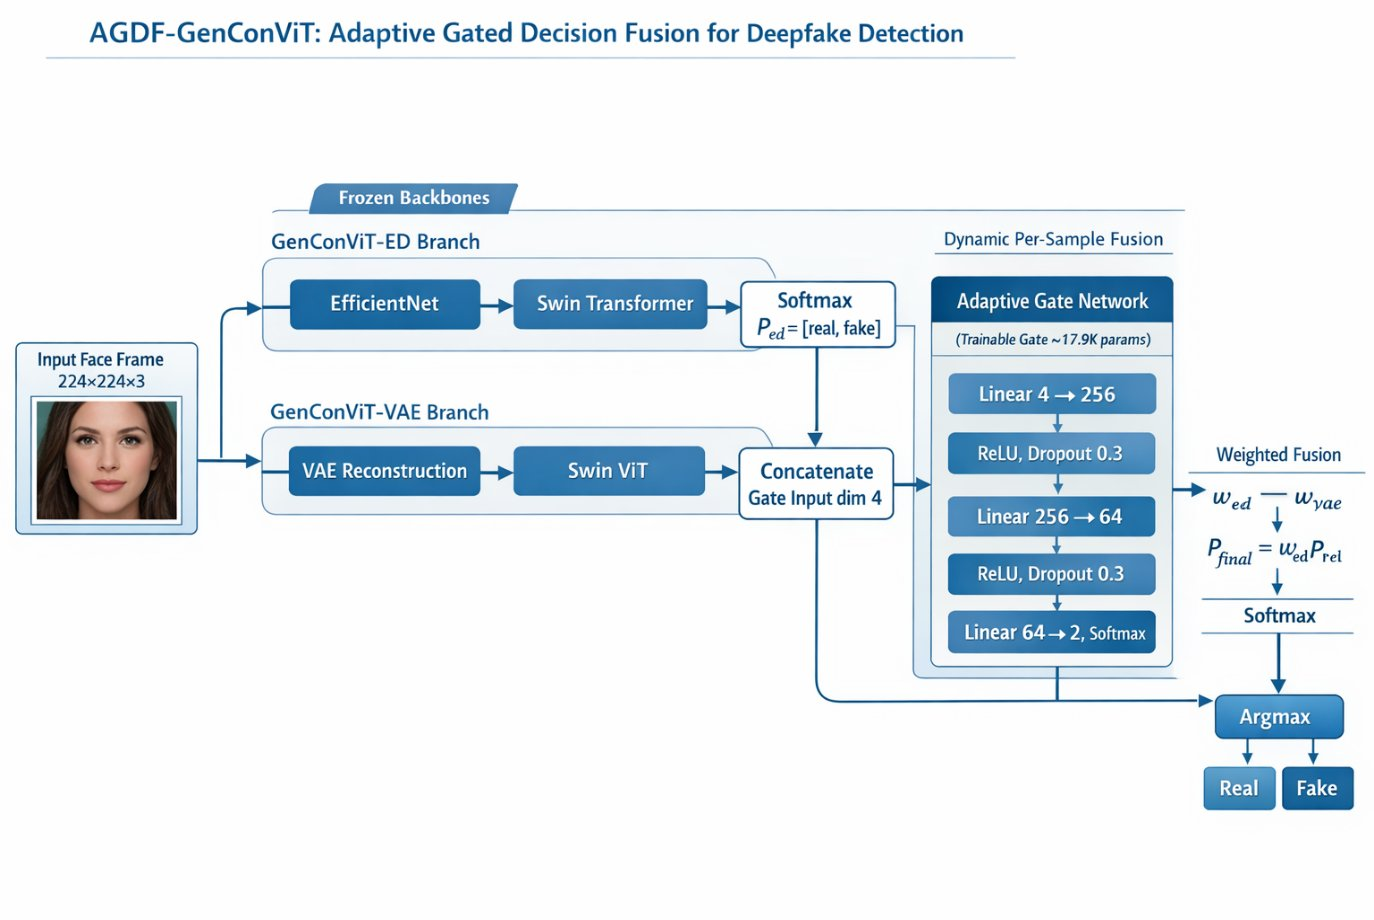 AGDF-GenConViT: Adaptive Gated Decision Fusion for Deepfake Detection
Frozen Backbones
GenConViT-ED Branch
EfficientNet
Swin Transformer
Softmax
P_ed = [real, fake]
Input Face Frame
224×224×3
GenConViT-VAE Branch
VAE Reconstruction
Swin ViT
Concatenate
Gate Input dim 4
Dynamic Per-Sample Fusion
Adaptive Gate Network
(Trainable Gate ~17.9K params)
Linear 4 → 256
ReLU, Dropout 0.3
Linear 256 → 64
ReLU, Dropout 0.3
Linear 64 → 2, Softmax
Weighted Fusion
w_ed — w_vae
P_final = w_ed P_rel
Softmax
Argmax
Real
Fake